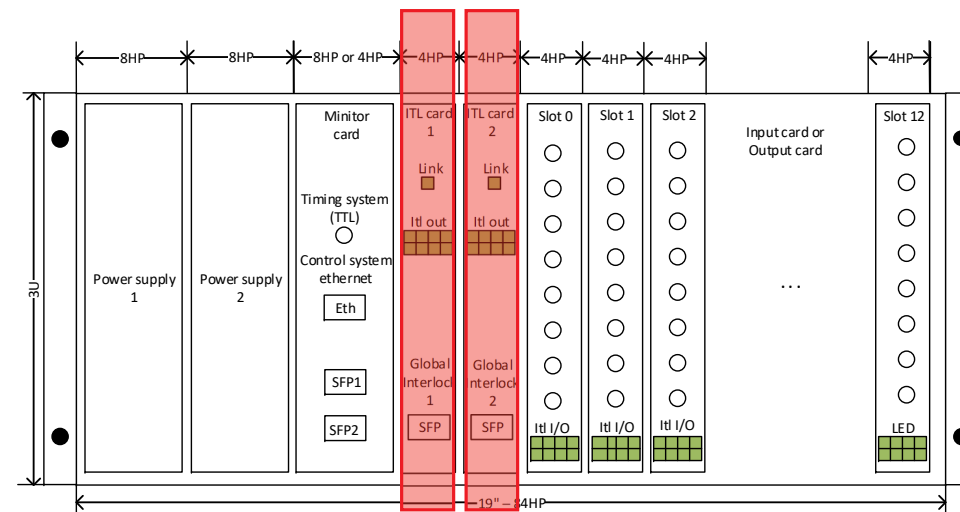 8HP
8HP
8HP or 4HP
4HP
4HP
4HP
4HP
4HP
4HP
3U
Power supply
1
Power supply
2
Minitor
card
Timing system
(TTL)
Control system
ethernet
Eth
SFP1
SFP2
ITL card
1
Link
Itl out
Global
Interlock
1
SFP
ITL card
2
Link
Itl out
Global
Interlock
2
SFP
Slot 0
Itl I/O
Slot 1
Itl I/O
Slot 2
Itl I/O
Input card or
Output card
...
Slot 12
LED
19" – 84HP